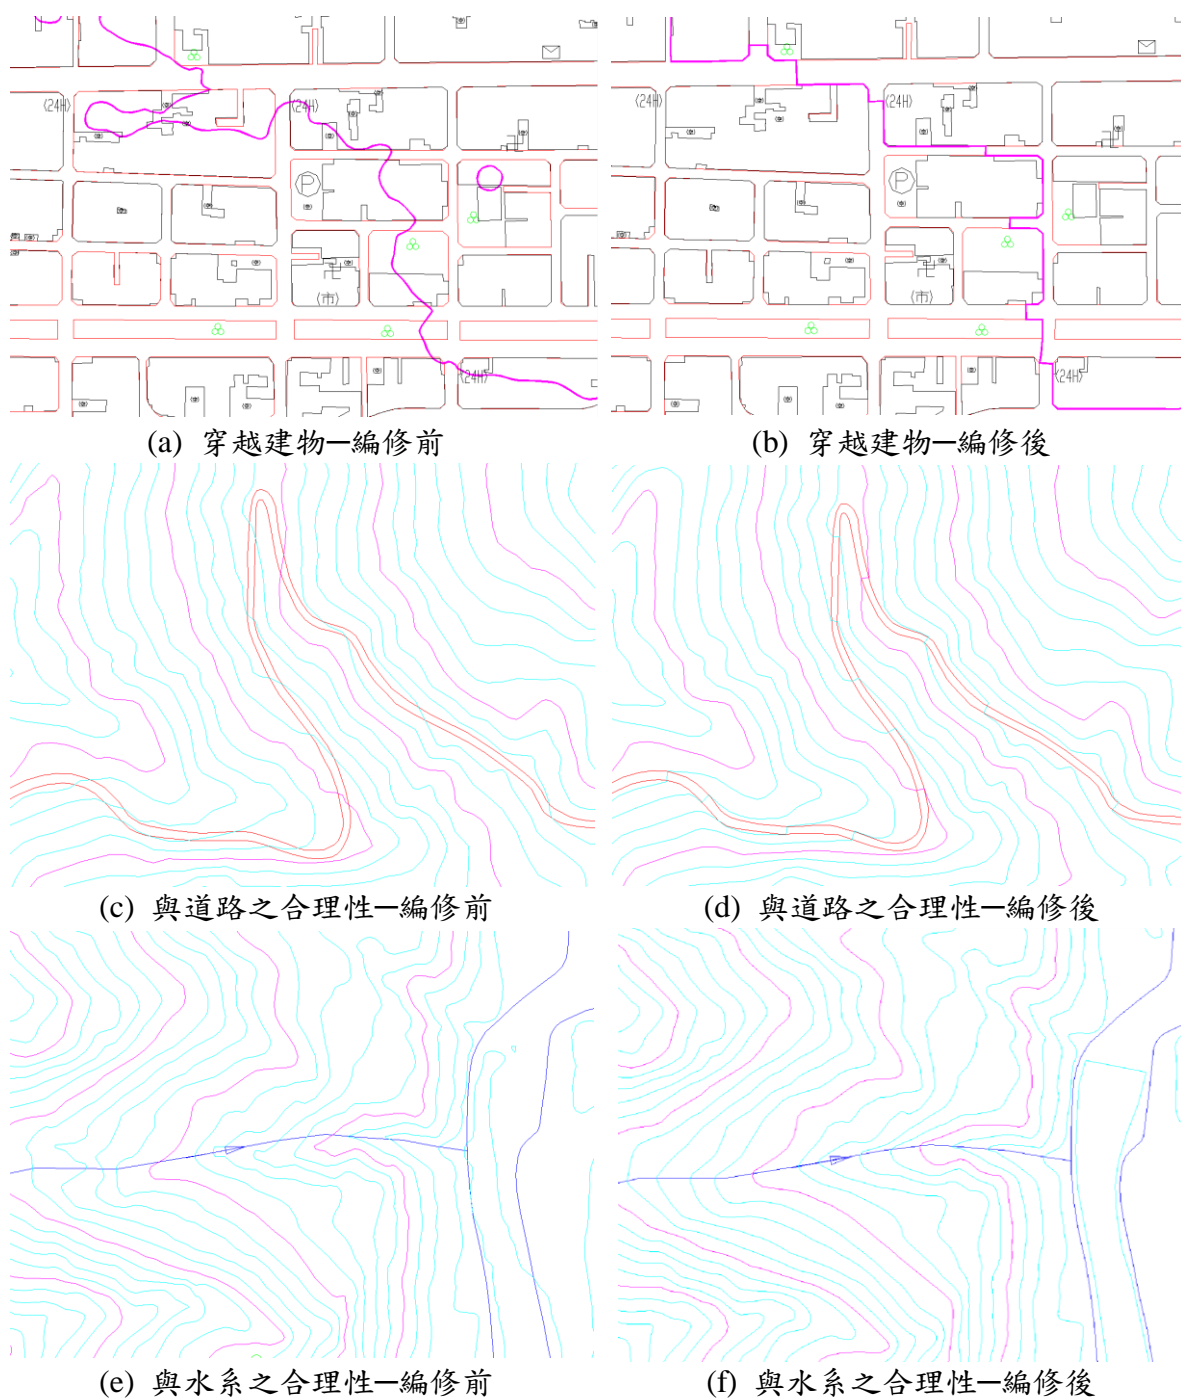 (24H) (24H) (24H) (24H)
P P
(市) (市)
(24H) (24H)
(a) 穿越建物─編修前
(b) 穿越建物─編修後
(c) 與道路之合理性─編修前
(d) 與道路之合理性─編修後
(e) 與水系之合理性─編修前
(f) 與水系之合理性─編修後